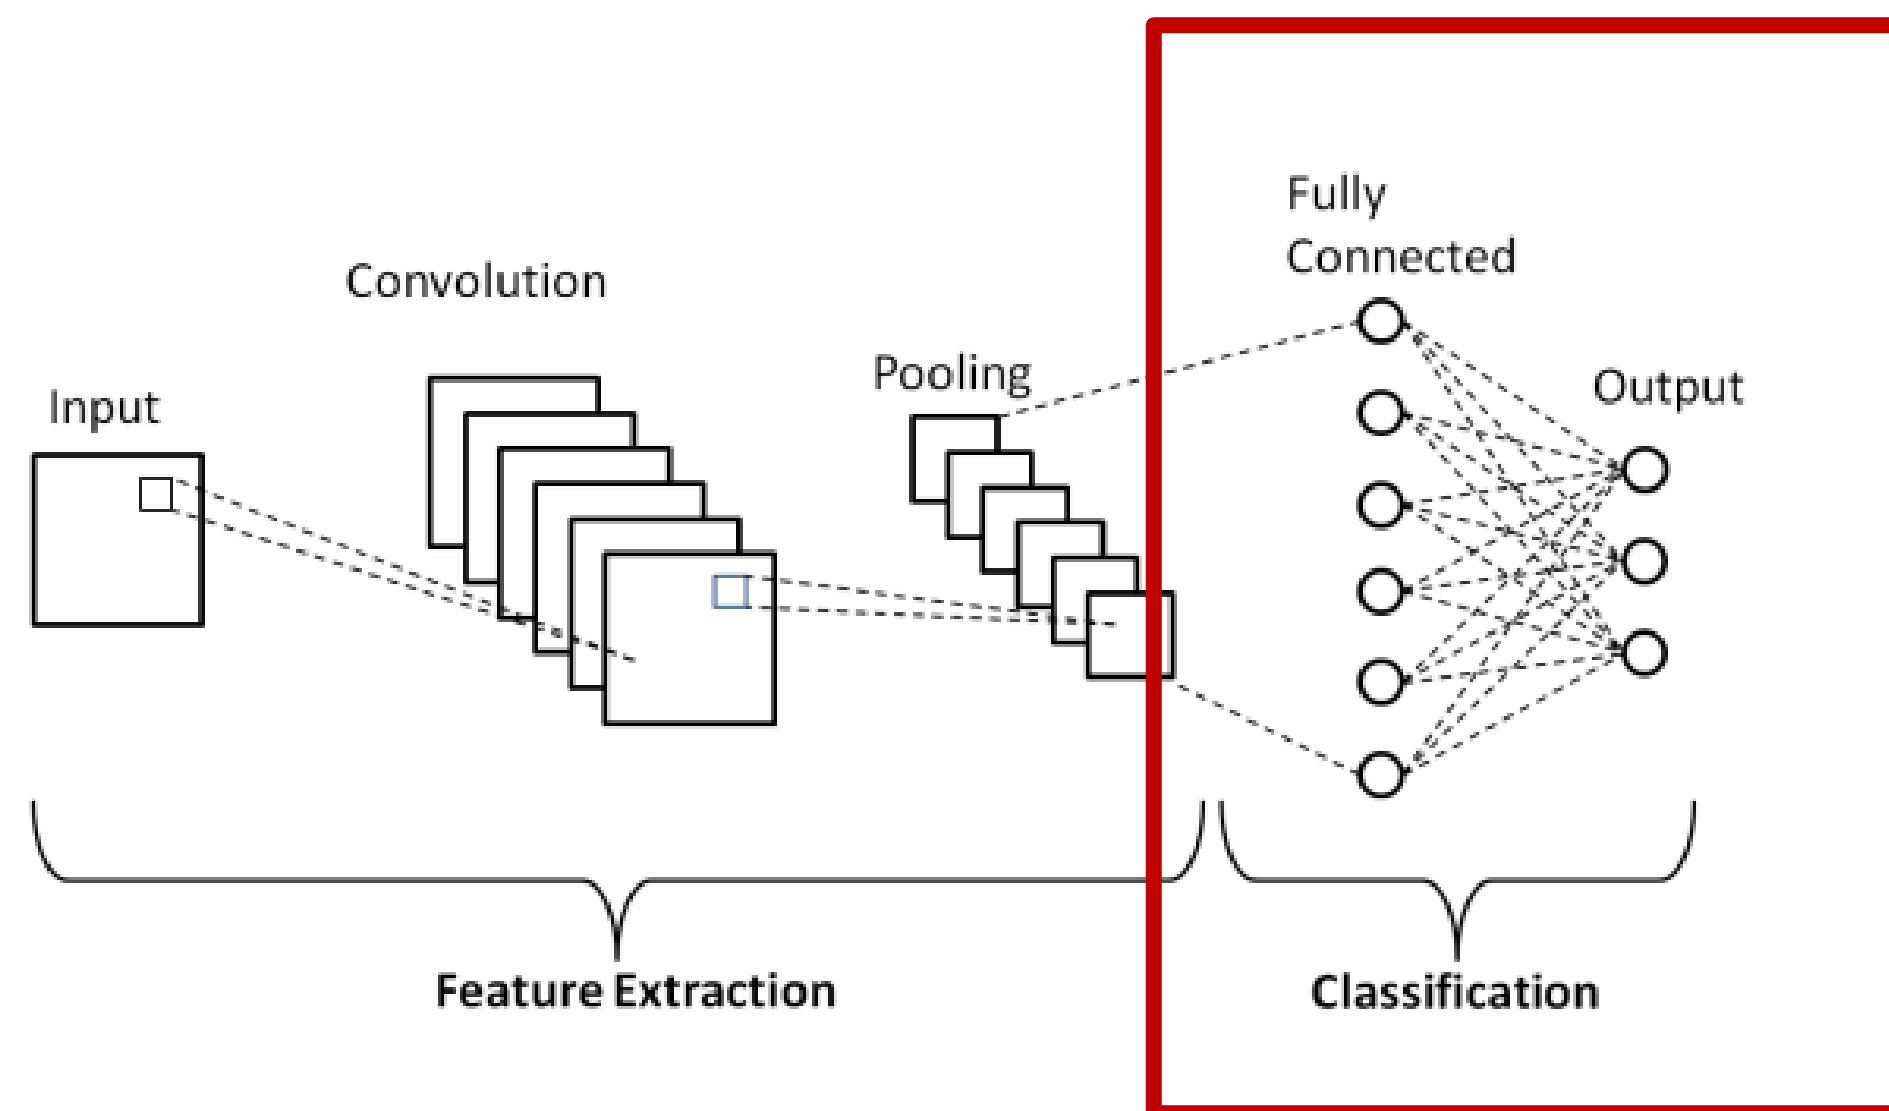 Input
Convolution
Pooling
Fully
Connected
Output
Feature Extraction
Classification